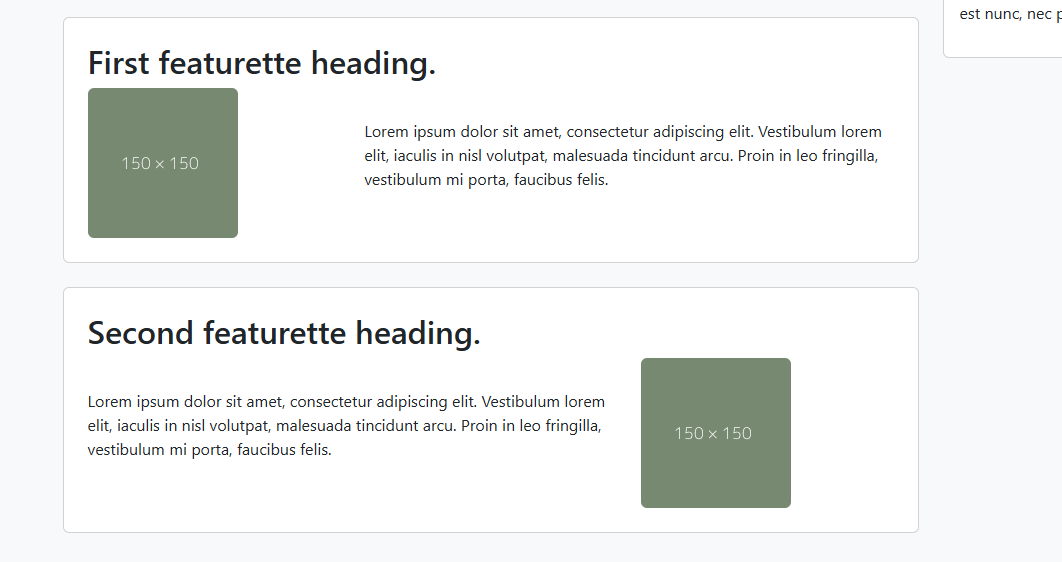 est nunc, nec p
First featurette heading.
150 × 150
Lorem ipsum dolor sit amet, consectetur adipiscing elit. Vestibulum lorem
elit, iaculis in nisl volutpat, malesuada tincidunt arcu. Proin in leo fringilla,
vestibulum mi porta, faucibus felis.
Second featurette heading.
Lorem ipsum dolor sit amet, consectetur adipiscing elit. Vestibulum lorem
elit, iaculis in nisl volutpat, malesuada tincidunt arcu. Proin in leo fringilla,
vestibulum mi porta, faucibus felis.
150 × 150